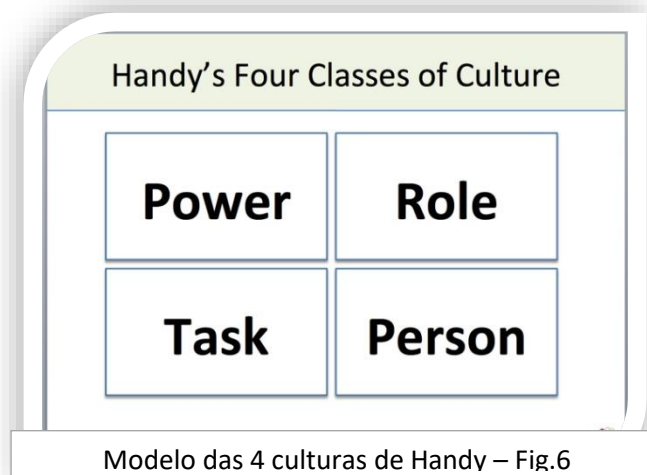 Handy's Four Classes of Culture
Power Role
Task Person
Modelo das 4 culturas de Handy – Fig.6